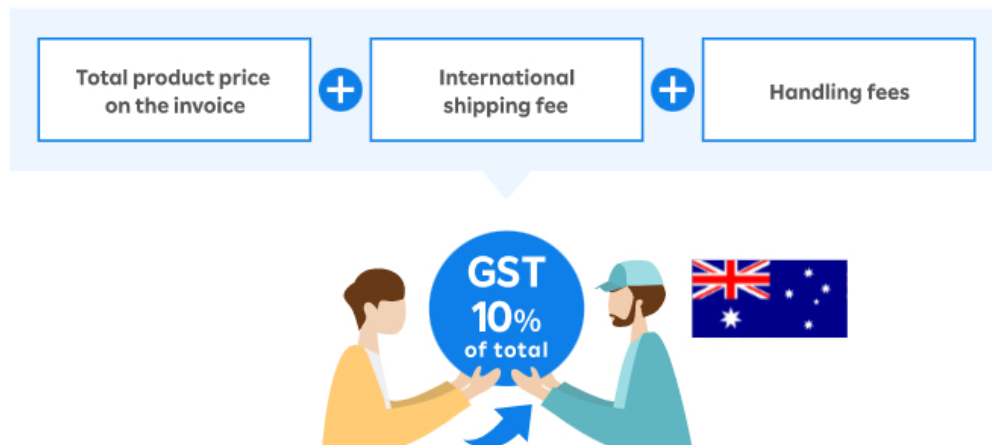 Total product price
on the invoice
International
shipping fee
Handling fees
GST
10%
of total